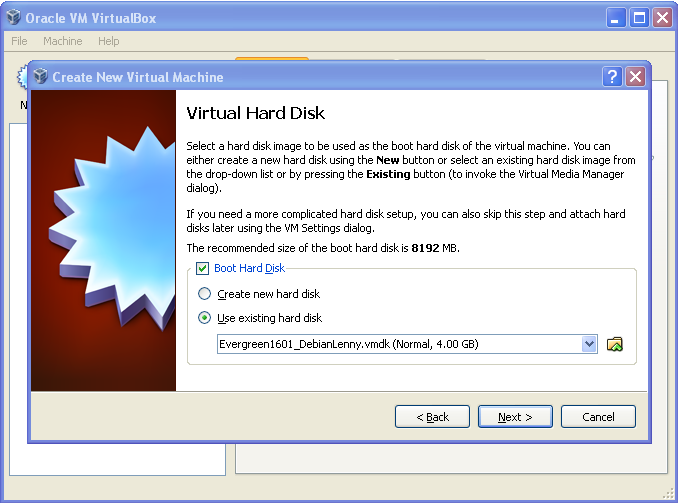 Oracle VM VirtualBox
File Machine Help
Create New Virtual Machine
N
Virtual Hard Disk
Select a hard disk image to be used as the boot hard disk of the virtual machine. You can
either create a new hard disk using the New button or select an existing hard disk image from
the drop-down list or by pressing the Existing button (to invoke the Virtual Media Manager
dialog).
If you need a more complicated hard disk setup, you can also skip this step and attach hard
disks later using the VM Settings dialog.
The recommended size of the boot hard disk is 8192 MB.
Boot Hard Disk
Create new hard disk
Use existing hard disk
Evergreen1601_DebianLenny.vmdk (Normal, 4.00 GB)
< Back Next > Cancel